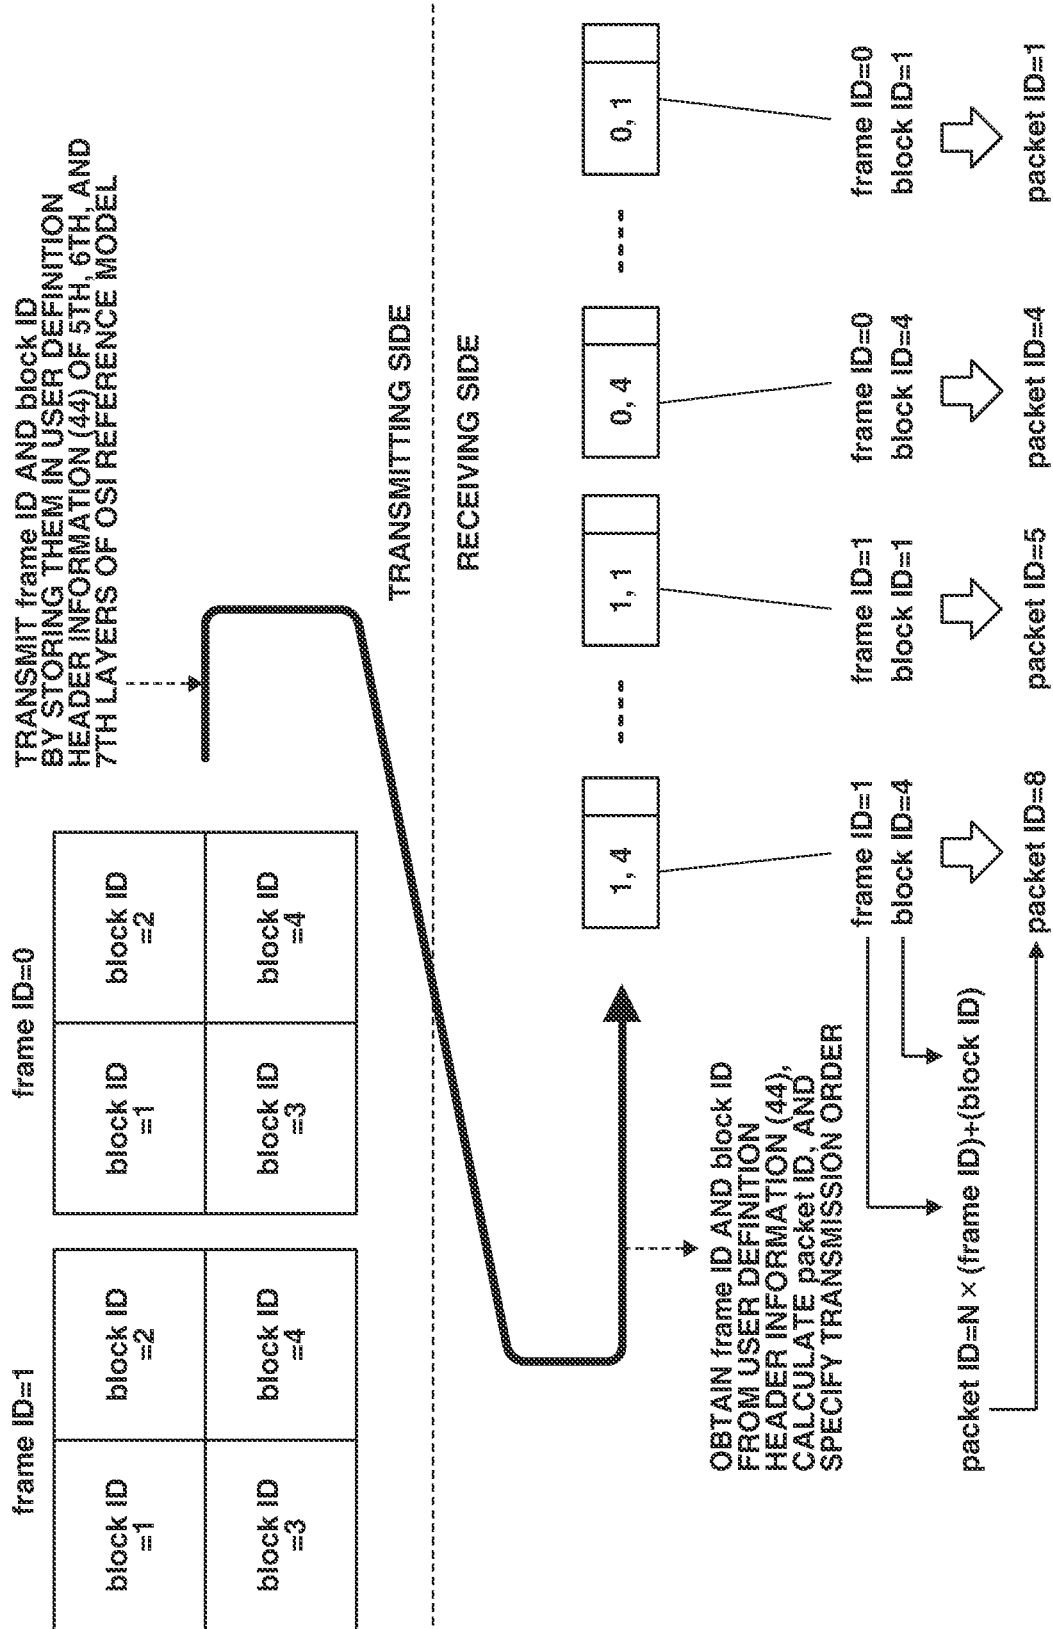 frame ID=1
frame ID=0
block ID
=1
block ID
=2
block ID
=1
block ID
=2
block ID
=3
block ID
=4
block ID
=3
block ID
=4
TRANSMIT frame ID AND block ID
BY STORING THEM IN USER DEFINITION
HEADER INFORMATION (44) OF 5TH, 6TH, AND
7TH LAYERS OF OSI REFERENCE MODEL
TRANSMITTING SIDE
RECEIVING SIDE
1, 4
1, 1
0, 4
0, 1
OBTAIN frame ID AND block ID
FROM USER DEFINITION
HEADER INFORMATION (44),
CALCULATE packet ID, AND
SPECIFY TRANSMISSION ORDER
frame ID=1
block ID=4
frame ID=1
block ID=1
frame ID=0
block ID=4
frame ID=0
block ID=1
packet ID=N×(frame ID)+(block ID)
packet ID=8
packet ID=5
packet ID=4
packet ID=1